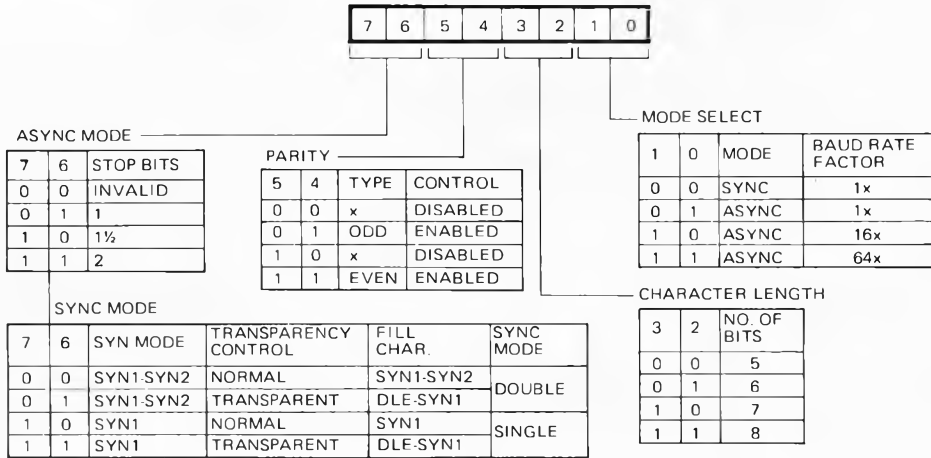 7 6 5 4 3 2 1 0
ASYNC MODE
7 6 STOP BITS
0 0 INVALID
0 1 1
1 0 1½
1 1 2
PARITY
5 4 TYPE CONTROL
0 0 x DISABLED
0 1 ODD ENABLED
1 0 x DISABLED
1 1 EVEN ENABLED
MODE SELECT
1 0 MODE BAUD RATE FACTOR
0 0 SYNC 1x
0 1 ASYNC 1x
1 0 ASYNC 16x
1 1 ASYNC 64x
SYNC MODE
7 6 SYN MODE TRANSPARENCY CONTROL FILL CHAR. SYNC MODE
0 0 SYN1-SYN2 NORMAL SYN1-SYN2 DOUBLE
0 1 SYN1-SYN2 TRANSPARENT DLE-SYN1
1 0 SYN1 NORMAL SYN1 SINGLE
1 1 SYN1 TRANSPARENT DLE-SYN1
CHARACTER LENGTH
3 2 NO. OF BITS
0 0 5
0 1 6
1 0 7
1 1 8